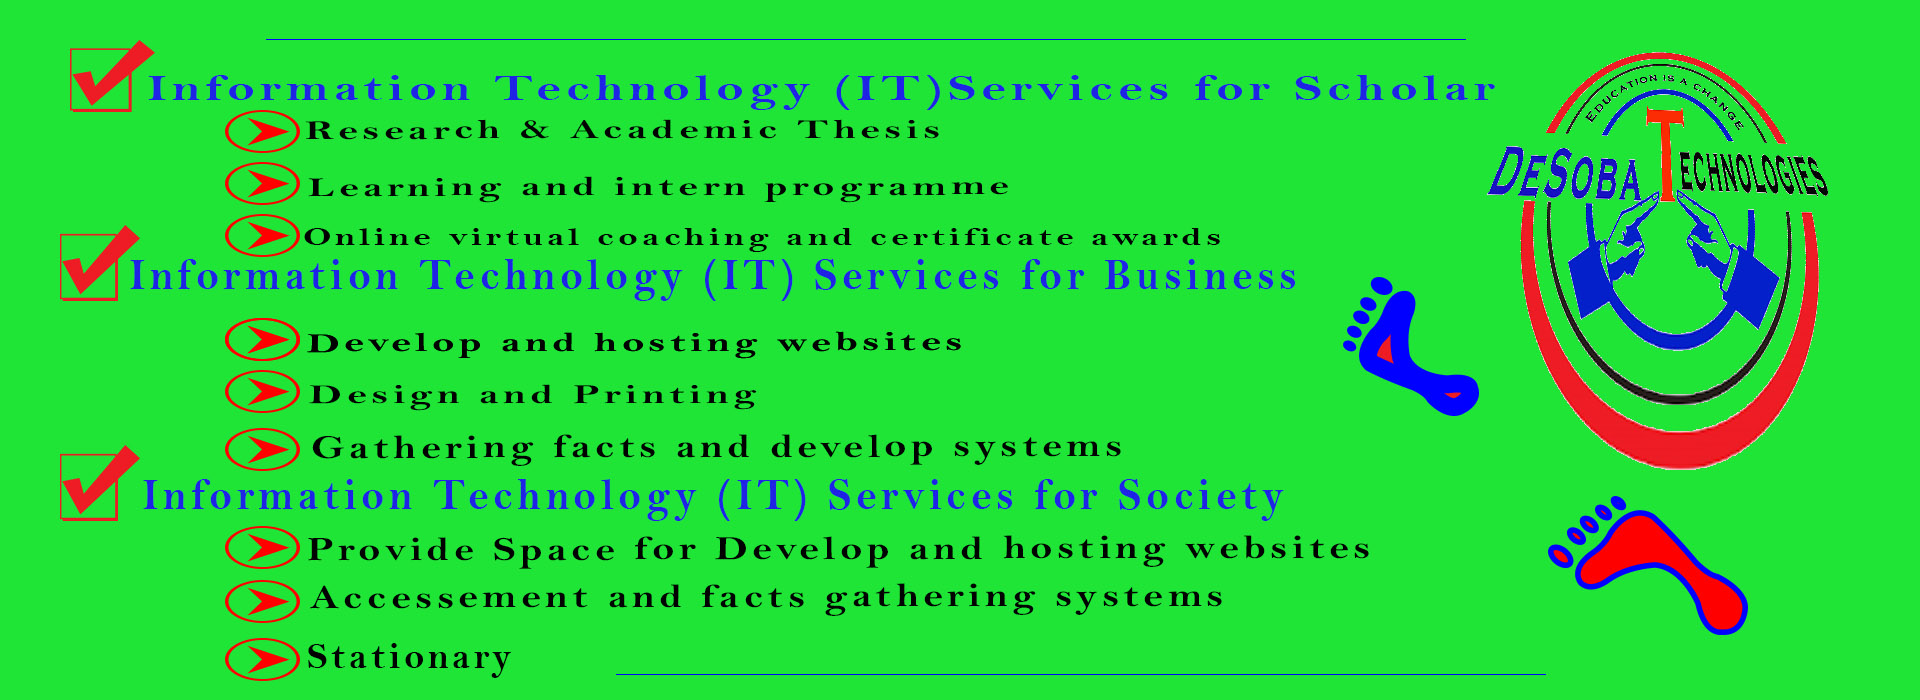 Information Technology (IT)Services for Scholar
Research & Academic Thesis
Learning and intern programme
Online virtual coaching and certificate awards
Information Technology (IT) Services for Business
Develop and hosting websites
Design and Printing
Gathering facts and develop systems
Information Technology (IT) Services for Society
Provide Space for Develop and hosting websites
Accessement and facts gathering systems
Stationary
EDUCATION IS A CHANGE
DESOBA TECHNOLOGIES